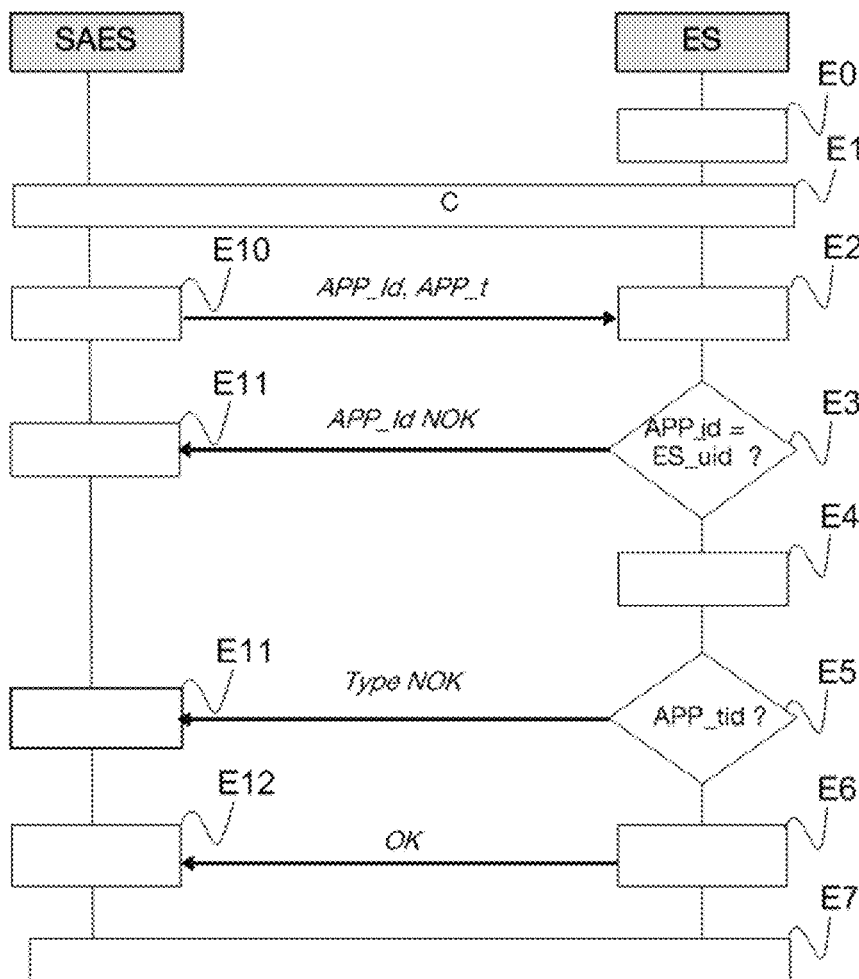 SAES
ES
E0
E1
C
E10
E2
APP_Id, APP_t
E11
E3
APP_Id NOK
APP_id =
ES_uid ?
E4
E11
E5
Type NOK
APP_tid ?
E12
E6
OK
E7